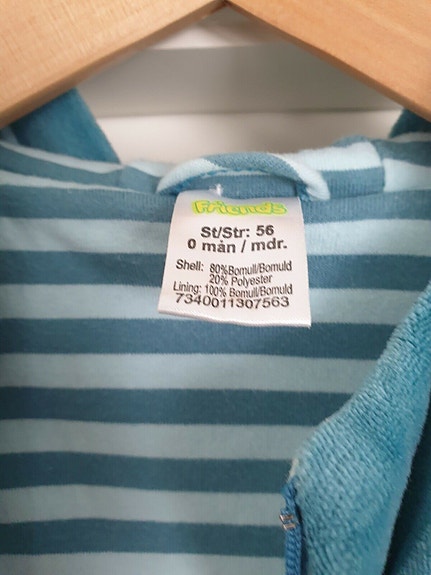 Friends
St/Str: 56
0 mån / mdr.
Shell: 80%Bomull/Bomuld
20% Polyester
Lining: 100% Bomull/Bomuld
7340011307563